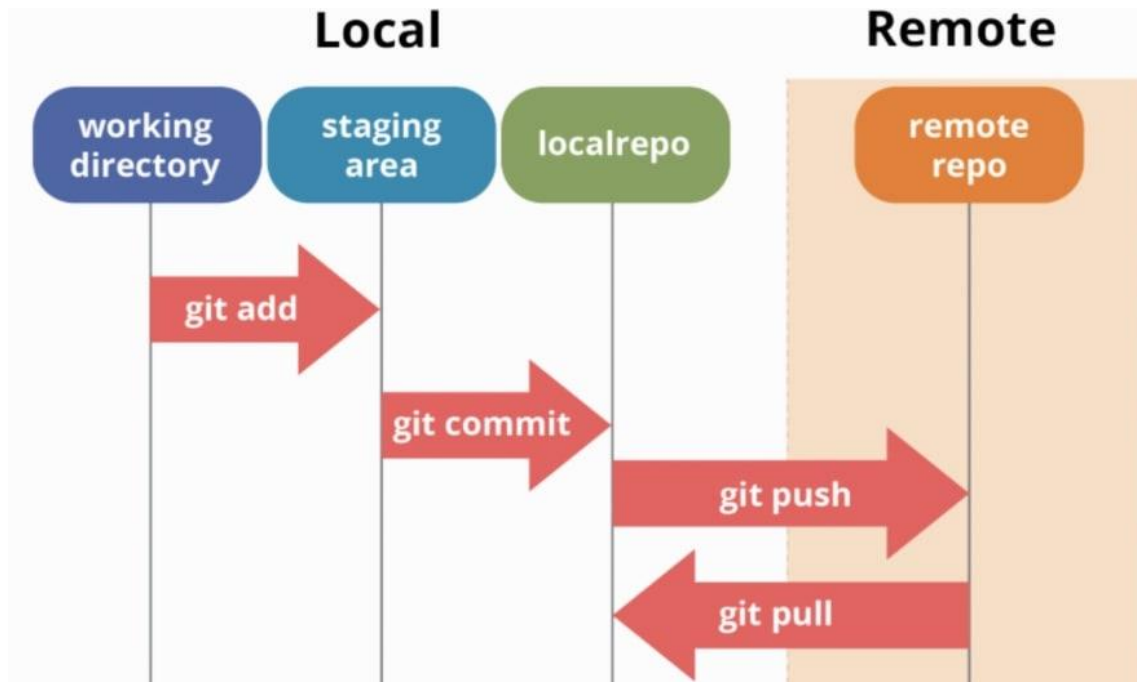 Local
Remote
working
directory
staging
area
localrepo
remote
repo
git add
git commit
git push
git pull